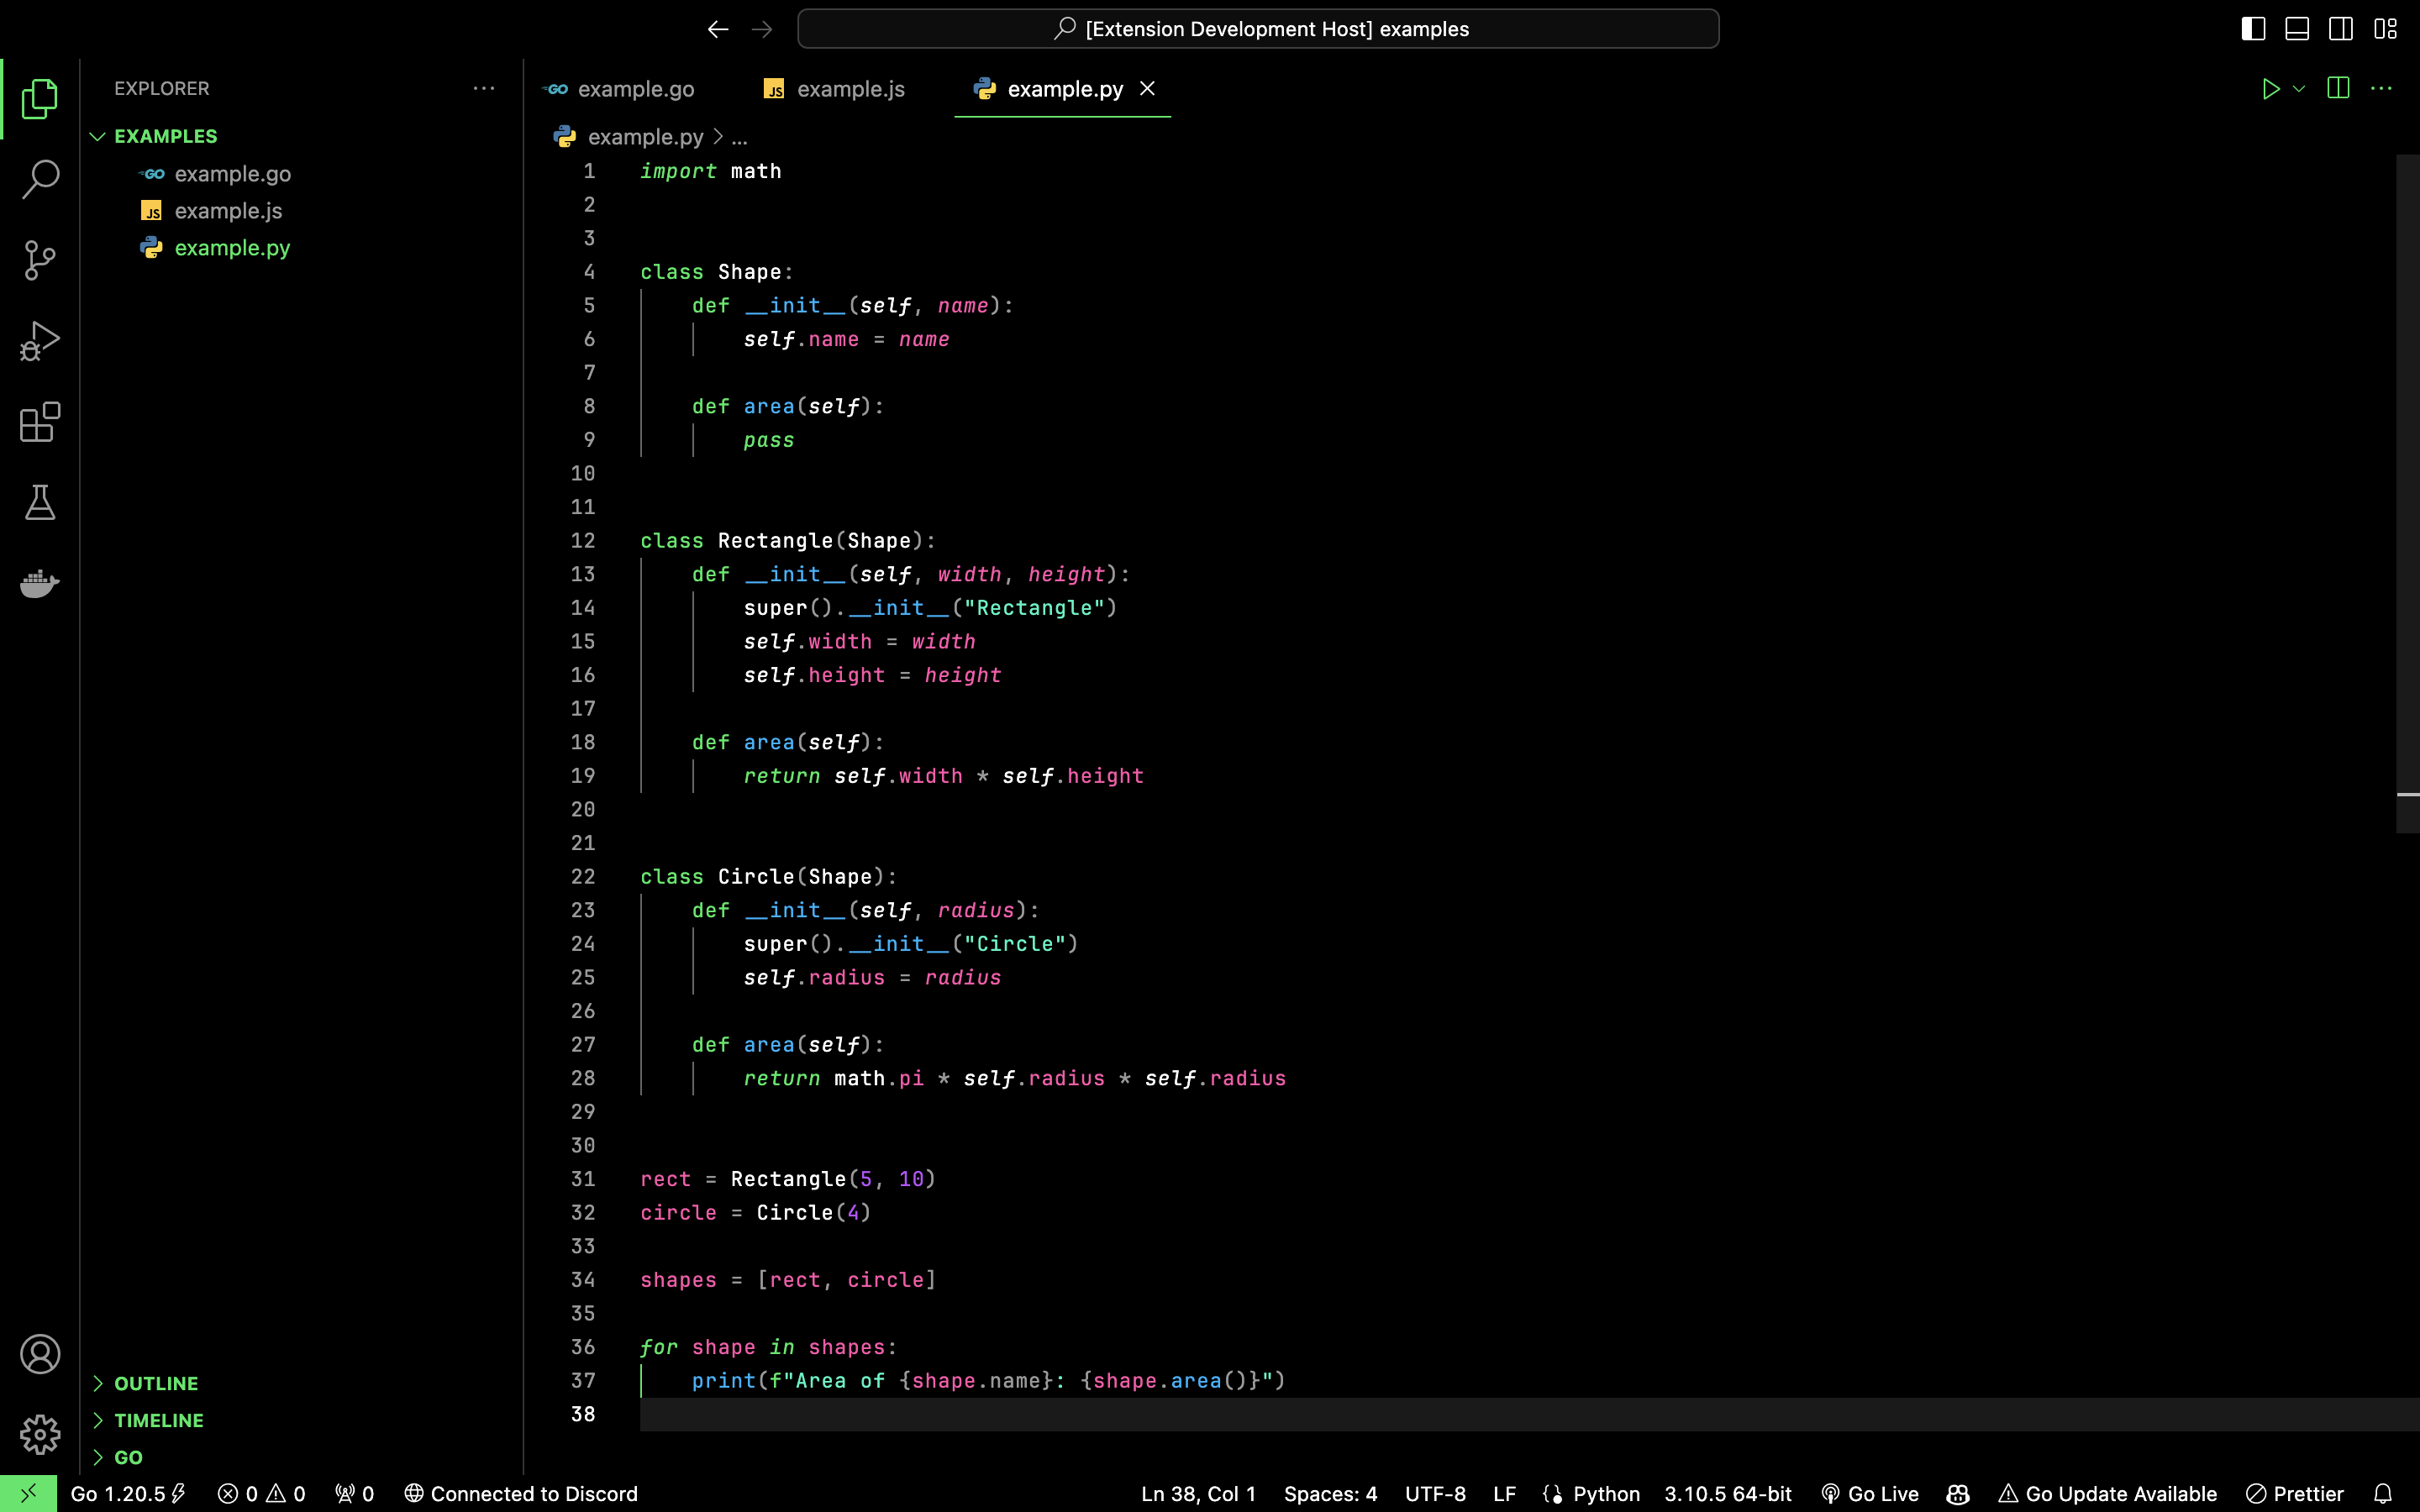 [Extension Development Host] examples
EXPLORER
EXAMPLES
GO example.go
JS example.js
example.py
OUTLINE
TIMELINE
GO
GO example.go JS example.js example.py
example.py > ...
1 import math
2
3
4 class Shape:
5     def __init__(self, name):
6         self.name = name
7
8     def area(self):
9         pass
10
11
12 class Rectangle(Shape):
13     def __init__(self, width, height):
14         super().__init__("Rectangle")
15         self.width = width
16         self.height = height
17
18     def area(self):
19         return self.width * self.height
20
21
22 class Circle(Shape):
23     def __init__(self, radius):
24         super().__init__("Circle")
25         self.radius = radius
26
27     def area(self):
28         return math.pi * self.radius * self.radius
29
30
31 rect = Rectangle(5, 10)
32 circle = Circle(4)
33
34 shapes = [rect, circle]
35
36 for shape in shapes:
37     print(f"Area of {shape.name}: {shape.area()}")
38
Go 1.20.5 0 0 0 Connected to Discord Ln 38, Col 1 Spaces: 4 UTF-8 LF Python 3.10.5 64-bit Go Live Go Update Available Prettier